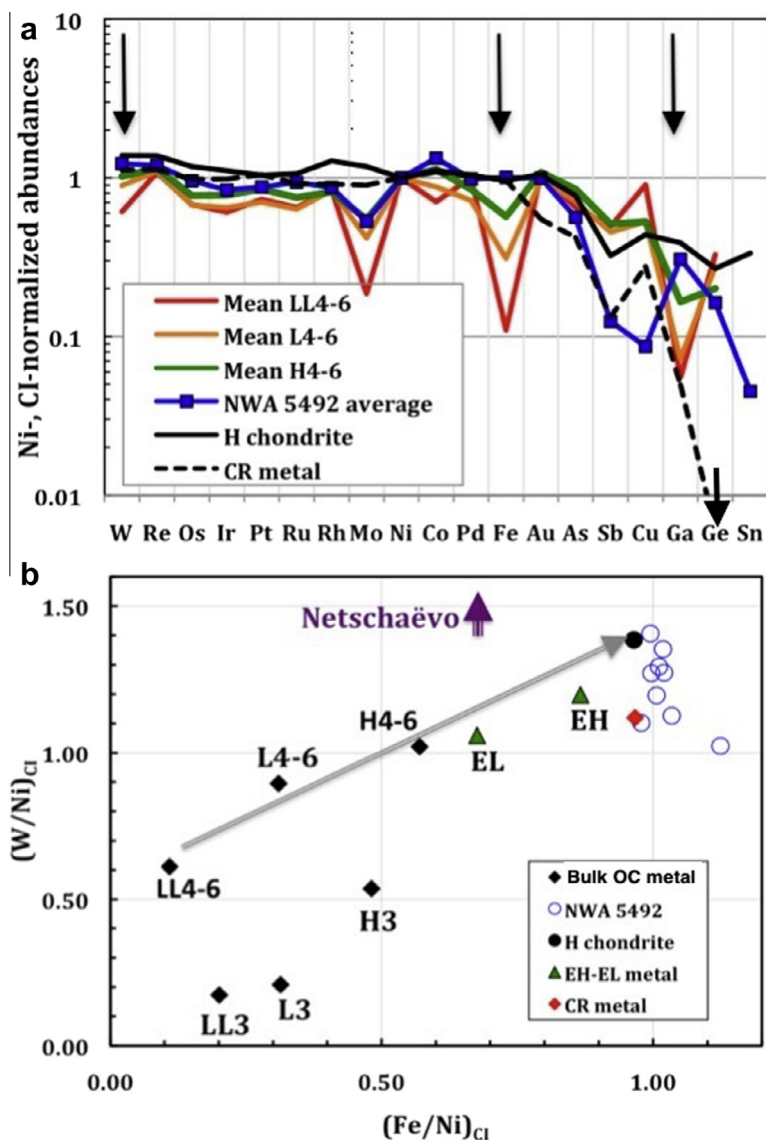 a
10
1
0.1
0.01
Ni-, CI-normalized abundances
Mean LL4-6
Mean L4-6
Mean H4-6
NWA 5492 average
H chondrite
CR metal
W Re Os Ir Pt Ru Rh Mo Ni Co Pd Fe Au As Sb Cu Ga Ge Sn
b
1.50
1.00
0.50
0.00
(W/Ni)CI
Netschaëvo
H4-6
EH
L4-6
EL
LL4-6
H3
LL3
L3
Bulk OC metal
NWA 5492
H chondrite
EH-EL metal
CR metal
0.00 0.50 1.00
(Fe/Ni)CI